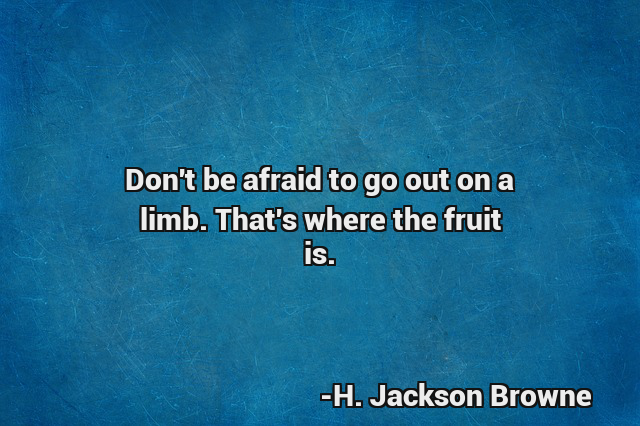 Don't be afraid to go out on a
limb. That's where the fruit
is.
-H. Jackson Browne